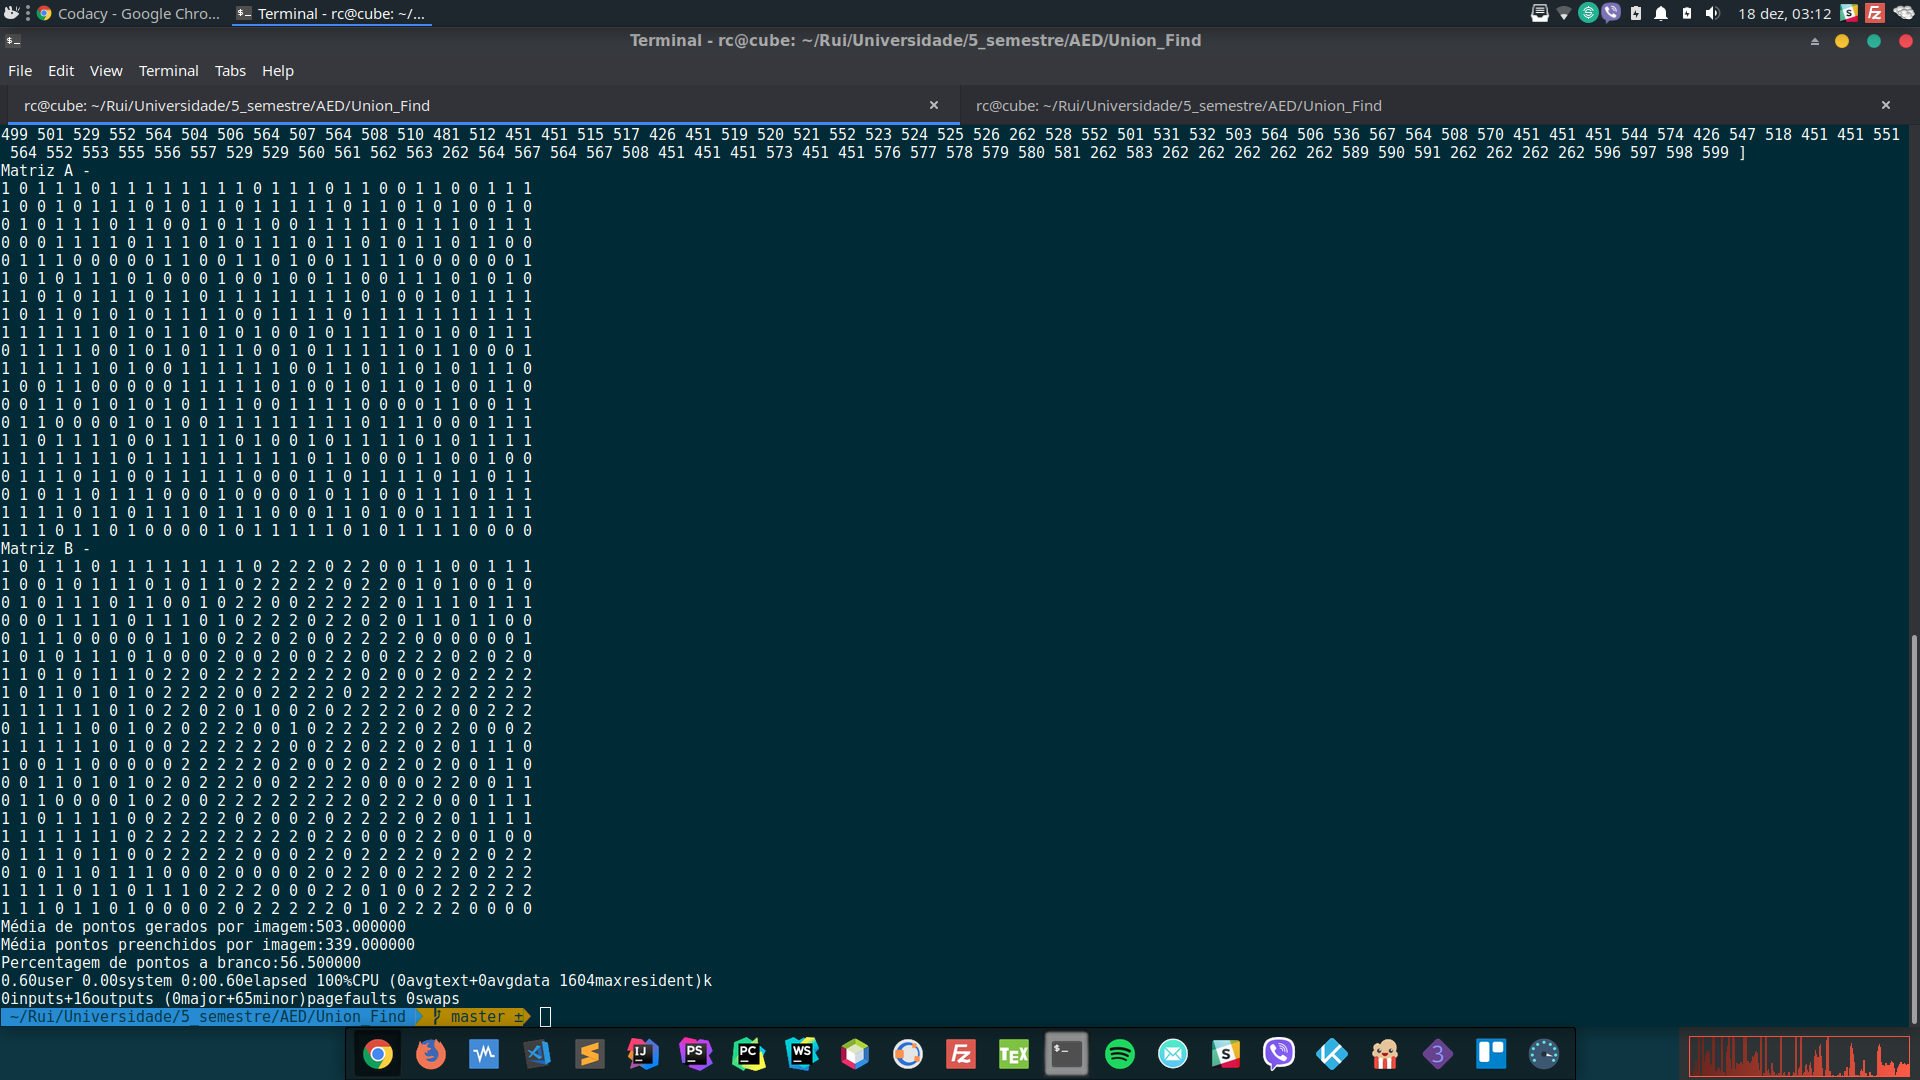 Codacy - Google Chro...
Terminal - rc@cube: ~/...
18 dez, 03:12
Terminal - rc@cube: ~/Rui/Universidade/5_semestre/AED/Union_Find
File Edit View Terminal Tabs Help
rc@cube: ~/Rui/Universidade/5_semestre/AED/Union_Find
rc@cube: ~/Rui/Universidade/5_semestre/AED/Union_Find
499 501 529 552 564 504 506 564 507 564 508 510 481 512 451 451 515 517 426 451 519 520 521 552 523 524 525 526 262 528 552 501 531 532 503 564 506 536 567 564 508 570 451 451 451 544 574 426 547 518 451 451 551
564 552 553 555 556 557 529 529 560 561 562 563 262 564 567 564 567 508 451 451 451 573 451 451 576 577 578 579 580 581 262 583 262 262 262 262 262 262 589 590 591 262 262 262 262 596 597 598 599 ]
Matriz A -
1 0 1 1 1 0 1 1 1 1 1 1 1 1 0 1 1 1 0 1 1 0 0 1 1 0 0 1 1 1
1 0 0 1 0 1 1 1 0 1 0 1 1 0 1 1 1 1 1 0 1 1 0 1 0 1 0 0 1 0
0 1 0 1 1 1 0 1 1 0 0 1 0 1 1 0 0 1 1 1 1 1 0 1 1 1 0 1 1 1
0 0 0 1 1 1 1 0 1 1 1 0 1 0 1 1 1 1 0 1 1 0 1 0 1 1 0 1 1 0 0
0 1 1 1 0 0 0 0 0 1 1 0 0 1 1 0 1 0 0 1 1 1 1 0 0 0 0 0 0 1
1 0 1 0 1 1 1 0 1 0 0 0 1 0 0 1 0 0 1 1 0 0 1 1 1 0 1 0 1 0
1 1 0 1 0 1 1 1 0 1 1 0 1 1 1 1 1 1 1 1 0 1 0 0 1 0 1 1 1 1
1 0 1 1 0 1 0 1 0 1 1 1 1 0 0 1 1 1 1 0 1 1 1 1 1 1 1 1 1 1
1 1 1 1 1 1 0 1 0 1 1 0 1 0 1 0 0 1 0 1 1 1 1 0 1 0 0 1 1 1
0 1 1 1 1 0 0 1 0 1 0 1 1 1 0 0 1 0 1 1 1 1 1 0 1 1 0 0 0 1
1 1 1 1 1 1 0 1 0 0 1 1 1 1 1 1 0 0 1 1 0 1 1 0 1 0 1 1 1 0
1 0 0 1 1 0 0 0 0 0 1 1 1 1 1 0 1 0 0 1 0 1 1 0 1 0 0 1 1 0
0 0 1 1 0 1 0 1 0 1 0 1 1 1 0 0 1 1 1 1 0 0 0 0 1 1 0 0 1 1
0 1 1 0 0 0 0 1 0 1 0 0 1 1 1 1 1 1 1 1 0 1 1 1 0 0 0 1 1 1
1 1 0 1 1 1 1 0 0 1 1 1 1 0 1 0 0 1 0 1 1 1 1 0 1 0 1 1 1 1
1 1 1 1 1 1 1 0 1 1 1 1 1 1 1 1 1 0 1 1 0 0 0 1 1 0 0 1 0 0
0 1 1 1 0 1 1 0 0 1 1 1 1 1 0 0 0 1 1 0 1 1 1 1 0 1 1 0 1 1
0 1 0 1 1 0 1 1 1 0 0 0 1 0 0 0 0 1 0 1 1 0 0 1 1 1 0 1 1 1
1 1 1 1 0 1 1 0 1 1 1 0 1 1 1 0 0 0 1 1 0 1 0 0 1 1 1 1 1 1
1 1 1 0 1 1 0 1 0 0 0 0 1 0 1 1 1 1 1 0 1 0 1 1 1 1 0 0 0 0
Matriz B -
1 0 1 1 1 0 1 1 1 1 1 1 1 1 0 2 2 2 0 2 2 0 0 1 1 0 0 1 1 1
1 0 0 1 0 1 1 1 0 1 0 1 1 0 2 2 2 2 2 0 2 2 0 1 0 1 0 0 1 0
0 1 0 1 1 1 0 1 1 0 0 1 0 2 2 0 0 2 2 2 2 2 0 1 1 1 0 1 1 1
0 0 0 1 1 1 1 0 1 1 1 0 1 0 2 2 2 2 0 2 2 0 2 0 1 1 0 1 1 0 0
0 1 1 1 0 0 0 0 0 1 1 0 0 2 2 0 2 0 0 2 2 2 2 0 0 0 0 0 0 1
1 0 1 0 1 1 1 0 1 0 0 0 2 0 0 2 0 0 2 2 0 0 2 2 2 0 2 0 2 0
1 1 0 1 0 1 1 1 0 2 2 0 2 2 2 2 2 2 2 2 0 2 0 0 2 0 2 2 2 2
1 0 1 1 0 1 0 1 0 2 2 2 2 0 0 2 2 2 2 0 2 2 2 2 2 2 2 2 2 2
1 1 1 1 1 1 0 1 0 2 2 0 2 0 1 0 0 2 0 2 2 2 2 0 2 0 0 2 2 2
0 1 1 1 1 0 0 1 0 2 0 2 2 2 0 0 1 0 2 2 2 2 2 0 2 2 0 0 0 2
1 1 1 1 1 1 0 1 0 0 2 2 2 2 2 2 0 0 2 2 0 2 2 0 2 0 1 1 1 0
1 0 0 1 1 0 0 0 0 0 2 2 2 2 2 0 2 0 0 2 0 2 2 0 2 0 0 1 1 0
0 0 1 1 0 1 0 1 0 2 0 2 2 2 0 0 2 2 2 2 0 0 0 0 2 2 0 0 1 1
0 1 1 0 0 0 0 1 0 2 0 0 2 2 2 2 2 2 2 2 0 2 2 2 0 0 0 1 1 1
1 1 0 1 1 1 1 0 0 2 2 2 2 0 2 0 0 2 0 2 2 2 2 0 2 0 1 1 1 1
1 1 1 1 1 1 1 0 2 2 2 2 2 2 2 2 2 0 2 2 0 0 0 2 2 0 0 1 0 0
0 1 1 1 0 1 1 0 0 2 2 2 2 2 0 0 0 2 2 0 2 2 2 2 0 2 2 0 2 2
0 1 0 1 1 0 1 1 1 0 0 0 2 0 0 0 0 2 0 2 2 0 0 2 2 2 0 2 2 2
1 1 1 1 0 1 1 0 1 1 1 0 2 2 2 0 0 0 2 2 0 1 0 0 2 2 2 2 2 2
1 1 1 0 1 1 0 1 0 0 0 0 2 0 2 2 2 2 2 0 1 0 2 2 2 2 0 0 0 0
Média de pontos gerados por imagem:503.000000
Média pontos preenchidos por imagem:339.000000
Percentagem de pontos a branco:56.500000
0.60user 0.00system 0:00.60elapsed 100%CPU (0avgtext+0avgdata 1604maxresident)k
0inputs+16outputs (0major+65minor)pagefaults 0swaps
~/Rui/Universidade/5_semestre/AED/Union_Find master ±